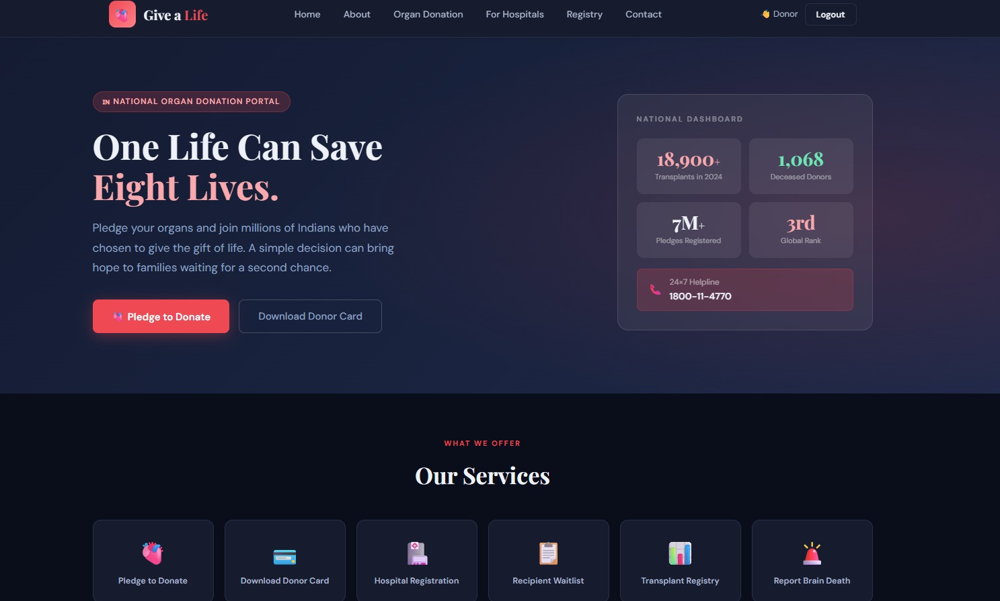 Give a Life
Home
About
Organ Donation
For Hospitals
Registry
Contact
👋 Donor
Logout
IN NATIONAL ORGAN DONATION PORTAL
One Life Can Save
Eight Lives.
Pledge your organs and join millions of Indians who have
chosen to give the gift of life. A simple decision can bring
hope to families waiting for a second chance.
Pledge to Donate
Download Donor Card
NATIONAL DASHBOARD
18,900+
Transplants in 2024
1,068
Deceased Donors
7M+
Pledges Registered
3rd
Global Rank
24×7 Helpline
1800-11-4770
WHAT WE OFFER
Our Services
Pledge to Donate
Download Donor Card
Hospital Registration
Recipient Waitlist
Transplant Registry
Report Brain Death